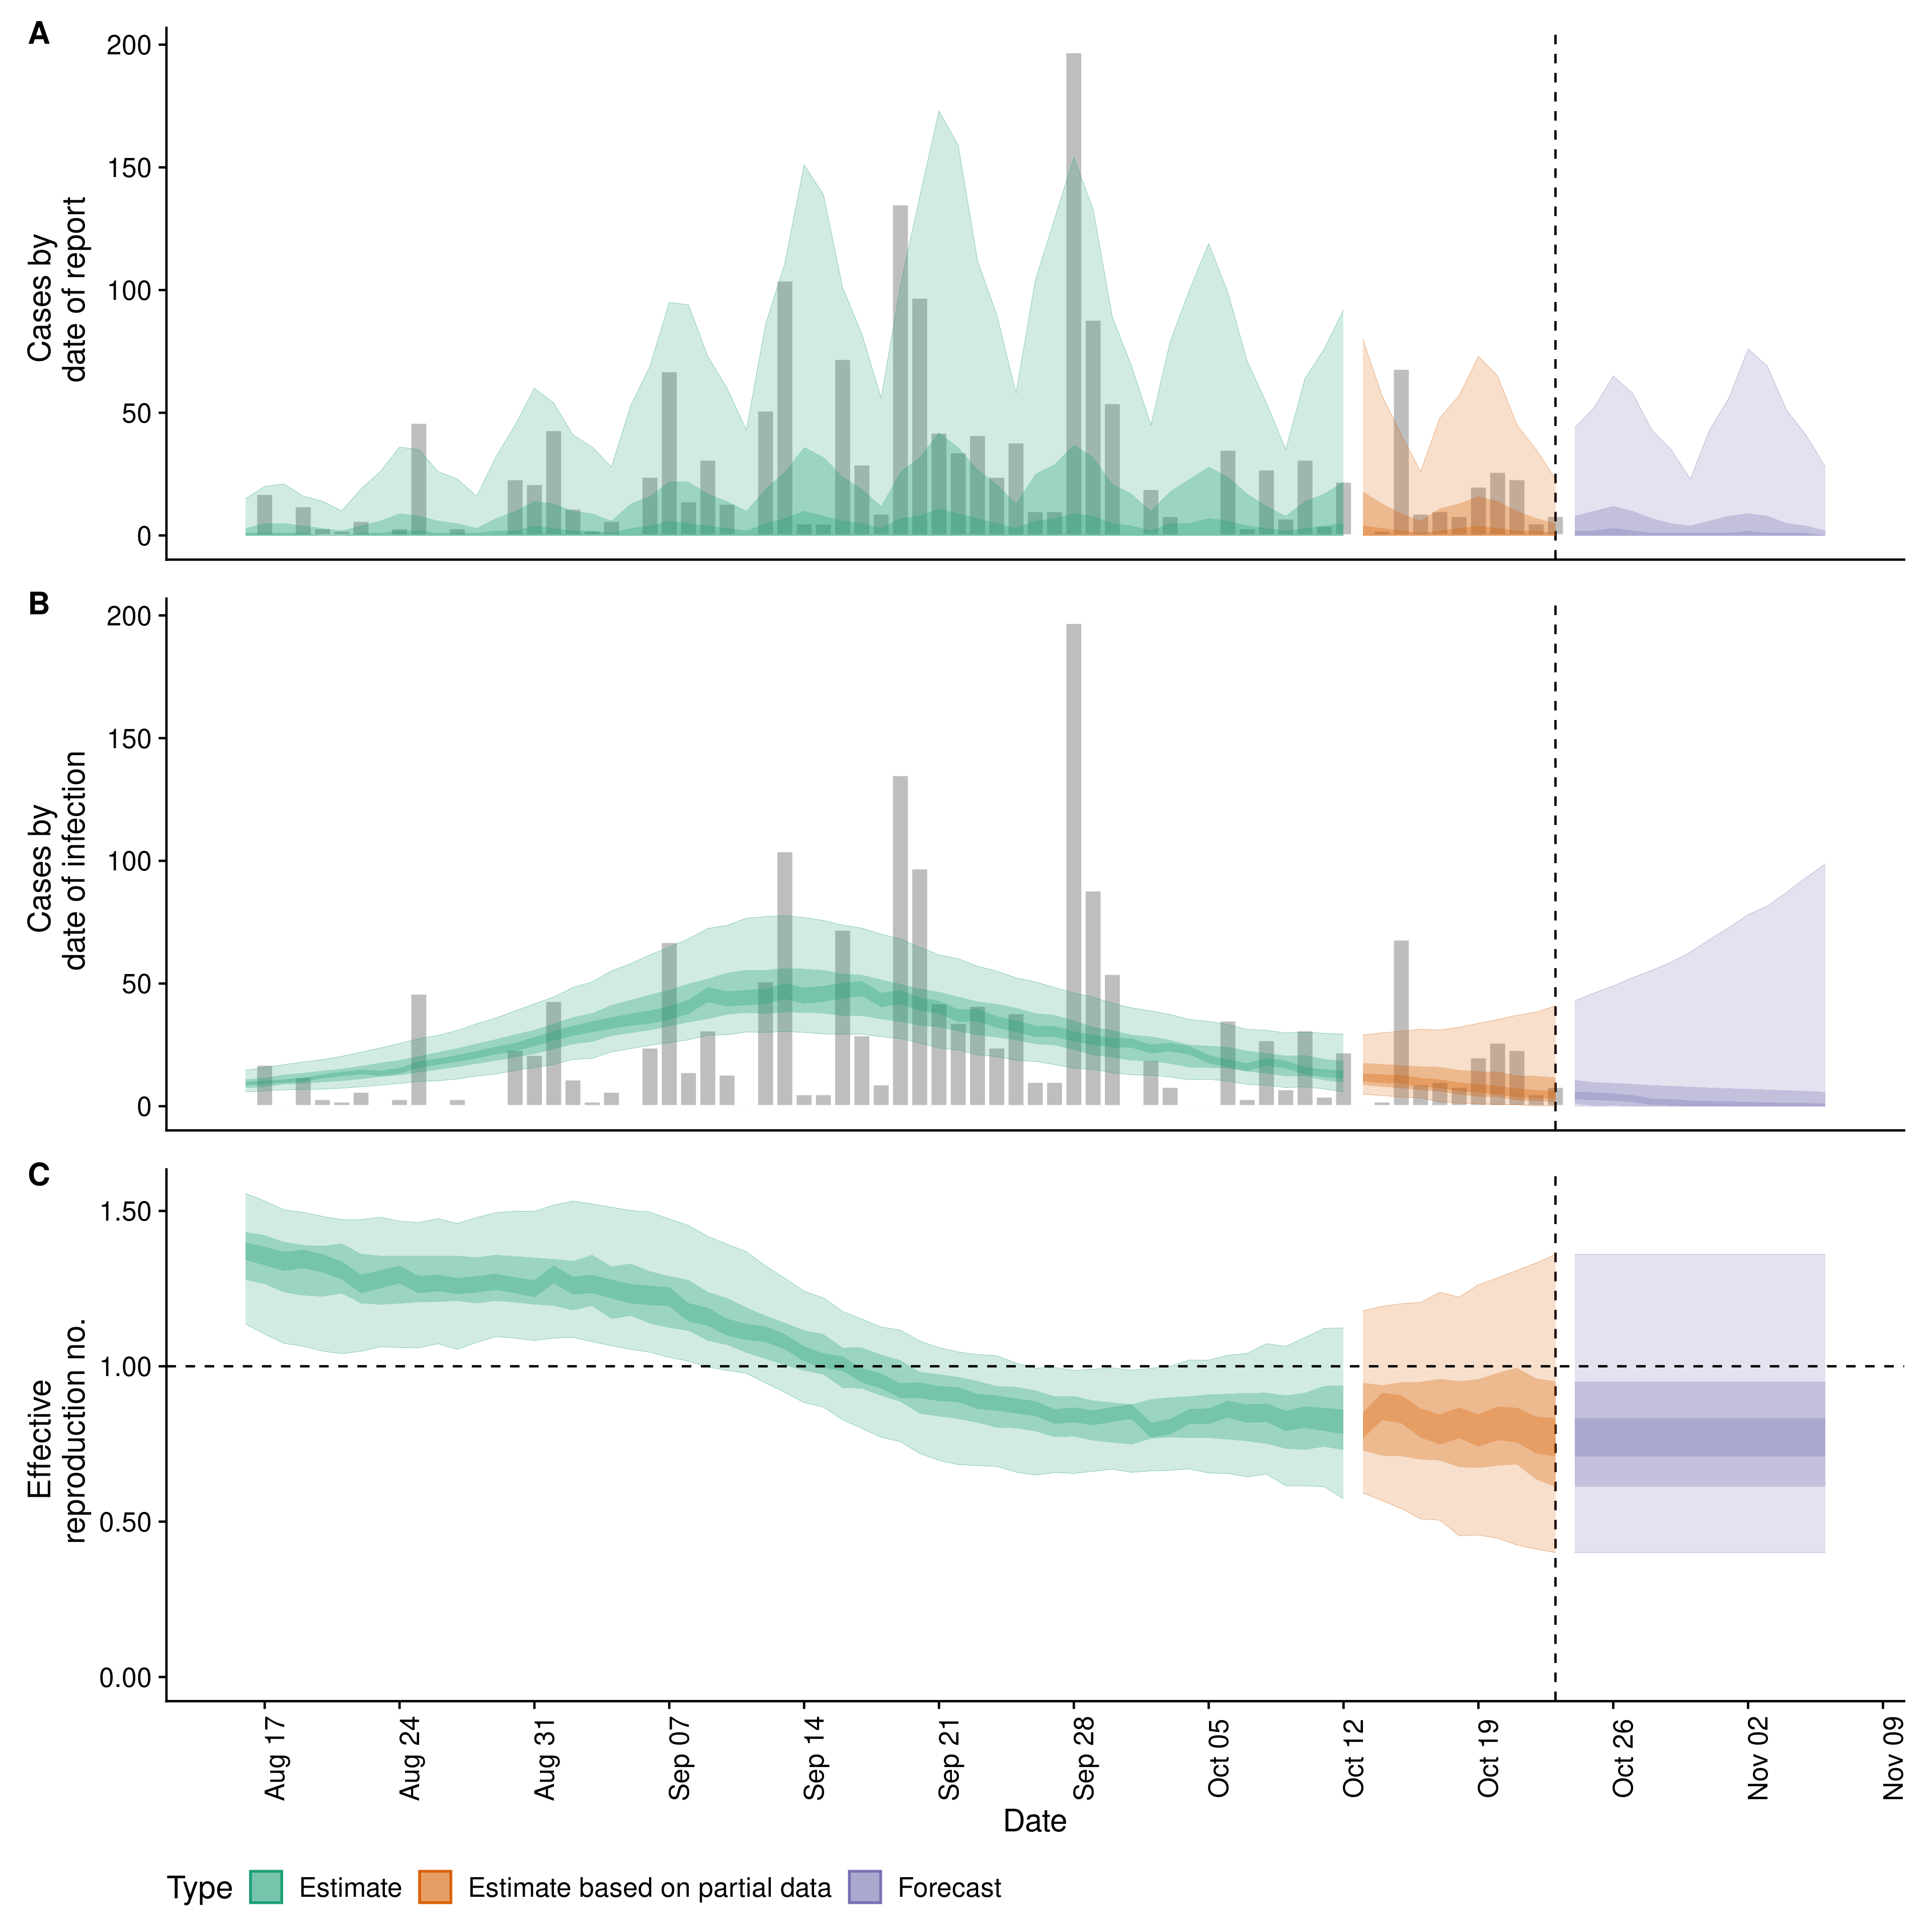 A
200
150
100
50
0
Cases by
date of report
B
200
150
100
50
0
Cases by
date of infection
C
1.50
1.00
0.50
0.00
Effective
reproduction no.
Aug 17
Aug 24
Aug 31
Sep 07
Sep 14
Sep 21
Sep 28
Oct 05
Oct 12
Oct 19
Oct 26
Nov 02
Nov 09
Date
Type Estimate Estimate based on partial data Forecast